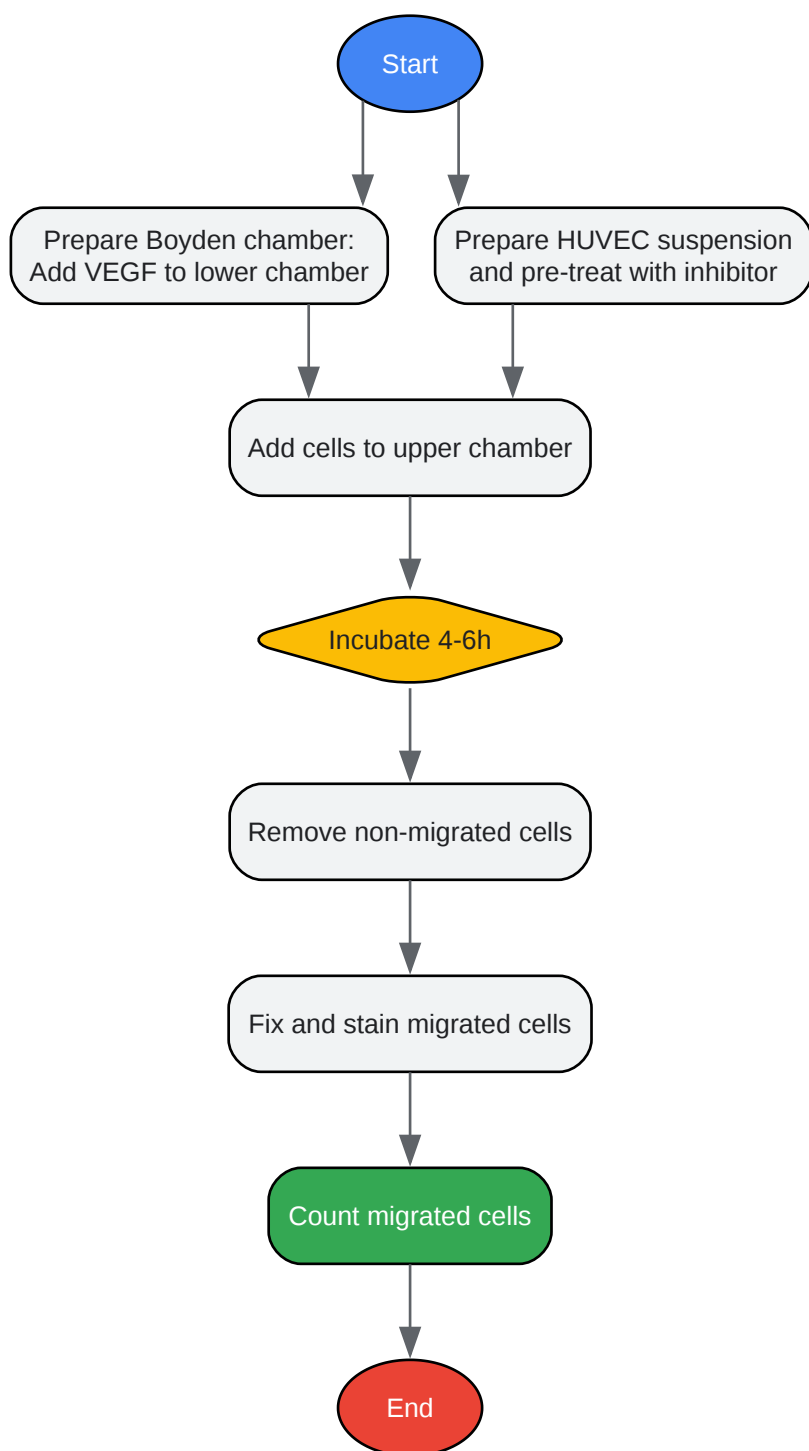 Start
Prepare Boyden chamber:
Add VEGF to lower chamber
Prepare HUVEC suspension
and pre-treat with inhibitor
Add cells to upper chamber
Incubate 4-6h
Remove non-migrated cells
Fix and stain migrated cells
Count migrated cells
End